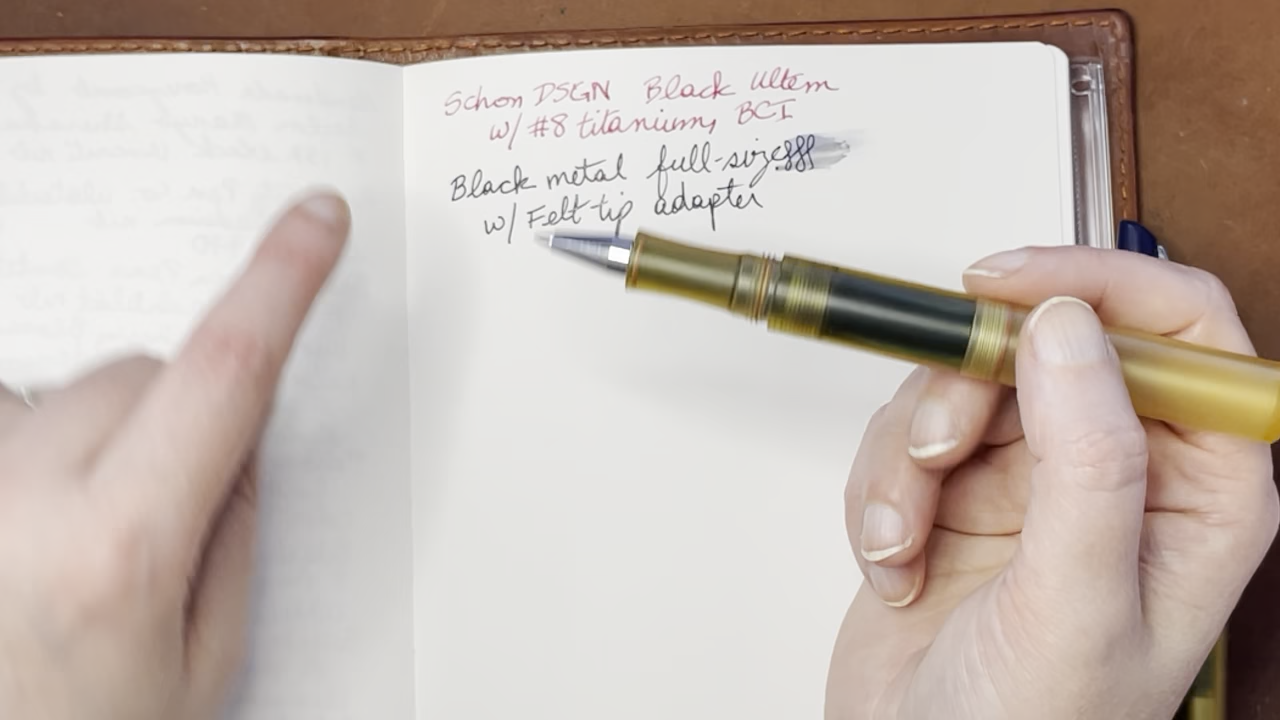 Schon DSGN Black Ultem
w/ #8 titanium, BCI
Black metal full-size
w/ Felt-tip adapter